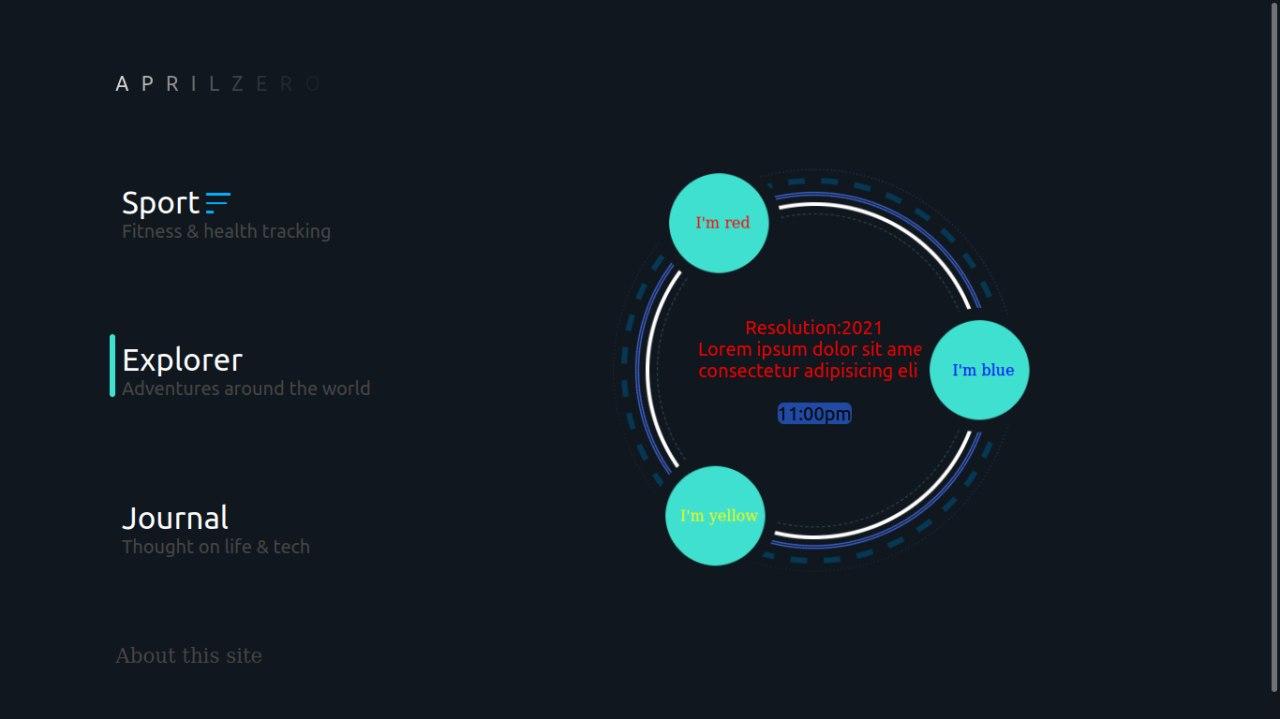 APRILZERO
Sport
Fitness & health tracking
Explorer
Adventures around the world
Journal
Thought on life & tech
About this site
I'm red
Resolution:2021
Lorem ipsum dolor sit ame
consectetur adipisicing eli
11:00pm
I'm blue
I'm yellow